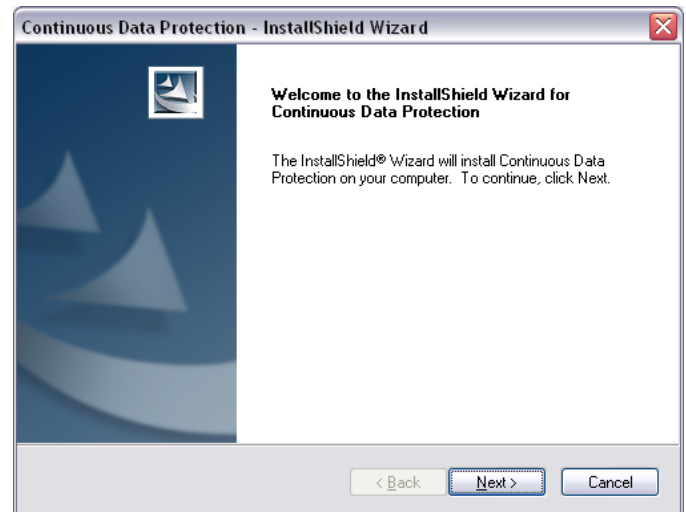 Continuous Data Protection - InstallShield Wizard
Welcome to the InstallShield Wizard for
Continuous Data Protection
The InstallShield® Wizard will install Continuous Data
Protection on your computer. To continue, click Next.
< Back Next > Cancel